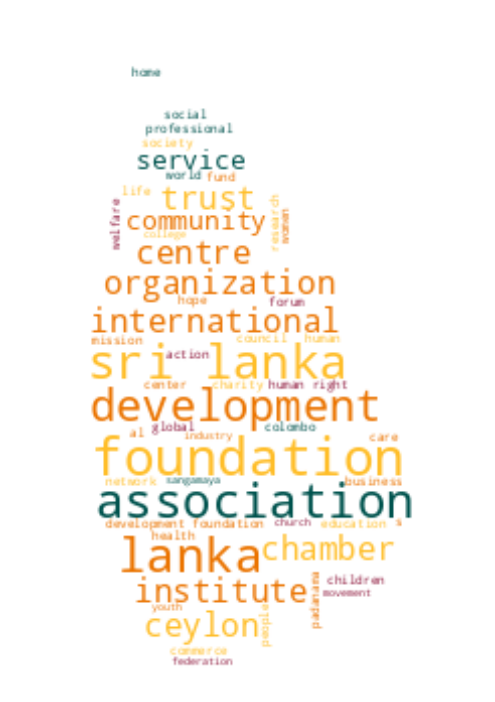 home
social
professional
society
service
world fund
life
trust
welfare
community
research
women
college
centre
organization
hope
forum
international
mission
council human
sri lanka
action
center
charity
human right
development
global
colombo
al
industry
care
foundation
network
sangamaya
business
association
development foundation
church
education
s
health
lanka
chamber
institute
children
movement
padanama
youth
ceylon
people
commerce
federation